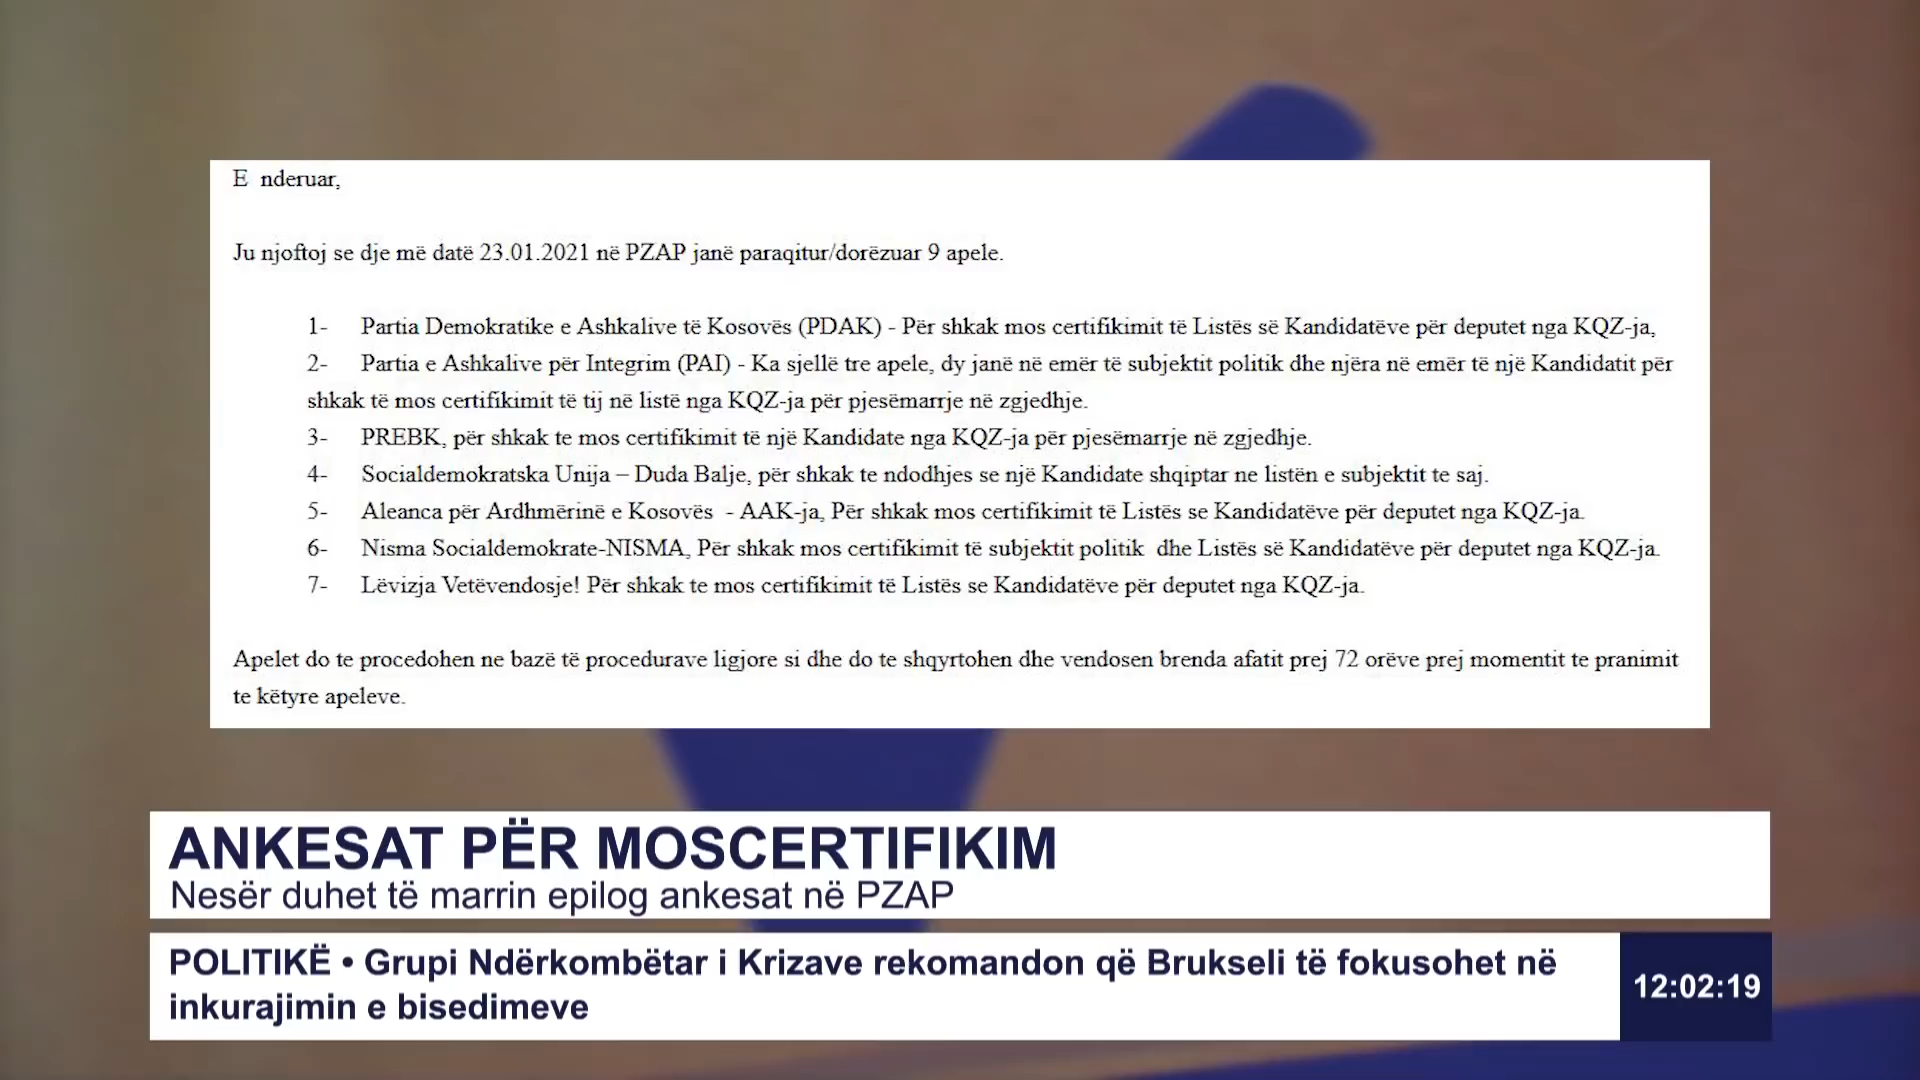 E nderuar,
Ju njoftoj se dje më datë 23.01.2021 në PZAP janë paraqitur/dorëzuar 9 apele.
1- Partia Demokratike e Ashkalive të Kosovës (PDAK) - Për shkak mos certifikimit të Listës së Kandidatëve për deputet nga KQZ-ja,
2- Partia e Ashkalive për Integrim (PAI) - Ka sjellë tre apele, dy janë në emër të subjektit politik dhe njëra në emër të një Kandidatit për
shkak të mos certifikimit të tij në listë nga KQZ-ja për pjesëmarrje në zgjedhje.
3- PREBK, për shkak te mos certifikimit të një Kandidate nga KQZ-ja për pjesëmarrje në zgjedhje.
4- Socialdemokratska Unija – Duda Balje, për shkak te ndodhjes se një Kandidate shqiptar ne listën e subjektit te saj.
5- Aleanca për Ardhmërinë e Kosovës - AAK-ja, Për shkak mos certifikimit të Listës se Kandidatëve për deputet nga KQZ-ja.
6- Nisma Socialdemokrate-NISMA, Për shkak mos certifikimit të subjektit politik dhe Listës së Kandidatëve për deputet nga KQZ-ja.
7- Lëvizja Vetëvendosje! Për shkak te mos certifikimit të Listës se Kandidatëve për deputet nga KQZ-ja.
Apelet do te procedohen ne bazë të procedurave ligjore si dhe do te shqyrtohen dhe vendosen brenda afatit prej 72 orëve prej momentit te pranimit
te këtyre apeleve.
ANKESAT PËR MOSCERTIFIKIM
Nesër duhet të marrin epilog ankesat në PZAP
POLITIKË • Grupi Ndërkombëtar i Krizave rekomandon që Brukseli të fokusohet në
inkurajimin e bisedimeve
12:02:19